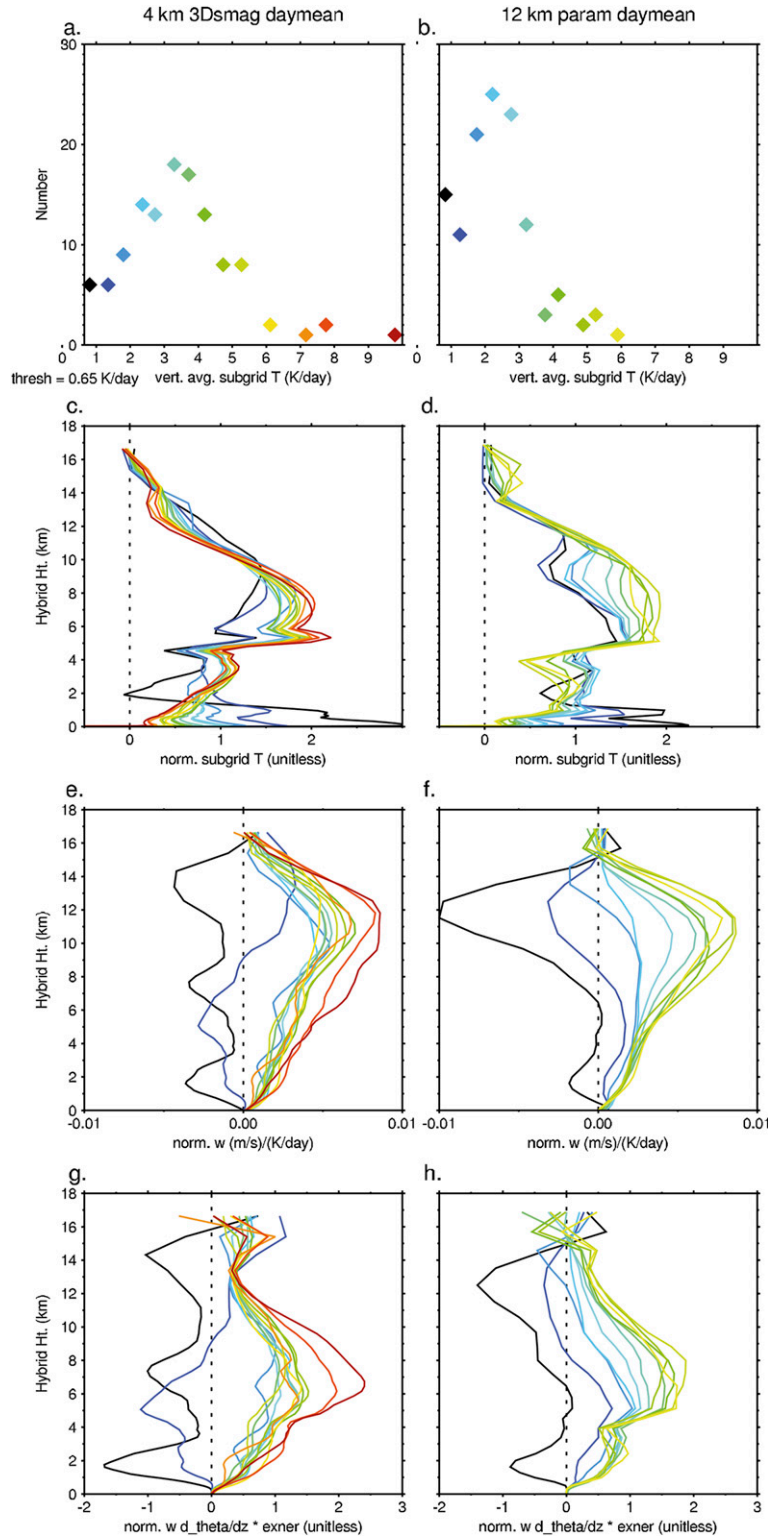 4 km 3Dsmag daymean
12 km param daymean
a.
b.
30
20
10
0
Number
0
0
1 2 3 4 5 6 7 8 9
1 2 3 4 5 6 7 8 9
thresh = 0.65 K/day
vert. avg. subgrid T (K/day)
vert. avg. subgrid T (K/day)
c.
d.
18
16
14
12
10
8
6
4
2
0
Hybrid Ht. (km)
0 1 2
0 1 2
norm. subgrid T (unitless)
norm. subgrid T (unitless)
e.
f.
18
16
14
12
10
8
6
4
2
0
Hybrid Ht. (km)
-0.01 0.00 0.01
-0.01 0.00 0.01
norm. w (m/s)/(K/day)
norm. w (m/s)/(K/day)
g.
h.
18
16
14
12
10
8
6
4
2
0
Hybrid Ht. (km)
-2 -1 0 1 2 3
-2 -1 0 1 2 3
norm. w d_theta/dz * exner (unitless)
norm. w d_theta/dz * exner (unitless)